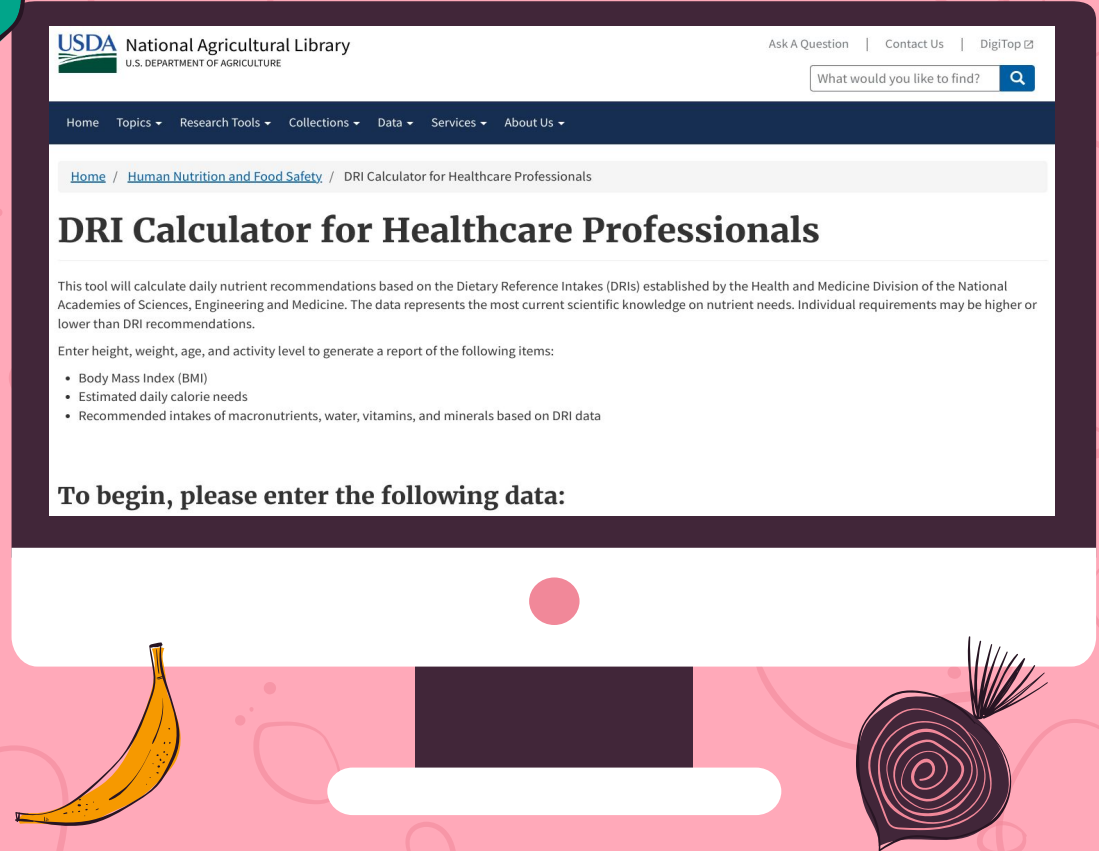 USDA National Agricultural Library
U.S. DEPARTMENT OF AGRICULTURE
Ask A Question | Contact Us | DigiTop
What would you like to find?
Home Topics Research Tools Collections Data Services About Us
Home / Human Nutrition and Food Safety / DRI Calculator for Healthcare Professionals
DRI Calculator for Healthcare Professionals
This tool will calculate daily nutrient recommendations based on the Dietary Reference Intakes (DRIs) established by the Health and Medicine Division of the National
Academies of Sciences, Engineering and Medicine. The data represents the most current scientific knowledge on nutrient needs. Individual requirements may be higher or
lower than DRI recommendations.
Enter height, weight, age, and activity level to generate a report of the following items:
• Body Mass Index (BMI)
• Estimated daily calorie needs
• Recommended intakes of macronutrients, water, vitamins, and minerals based on DRI data
To begin, please enter the following data: